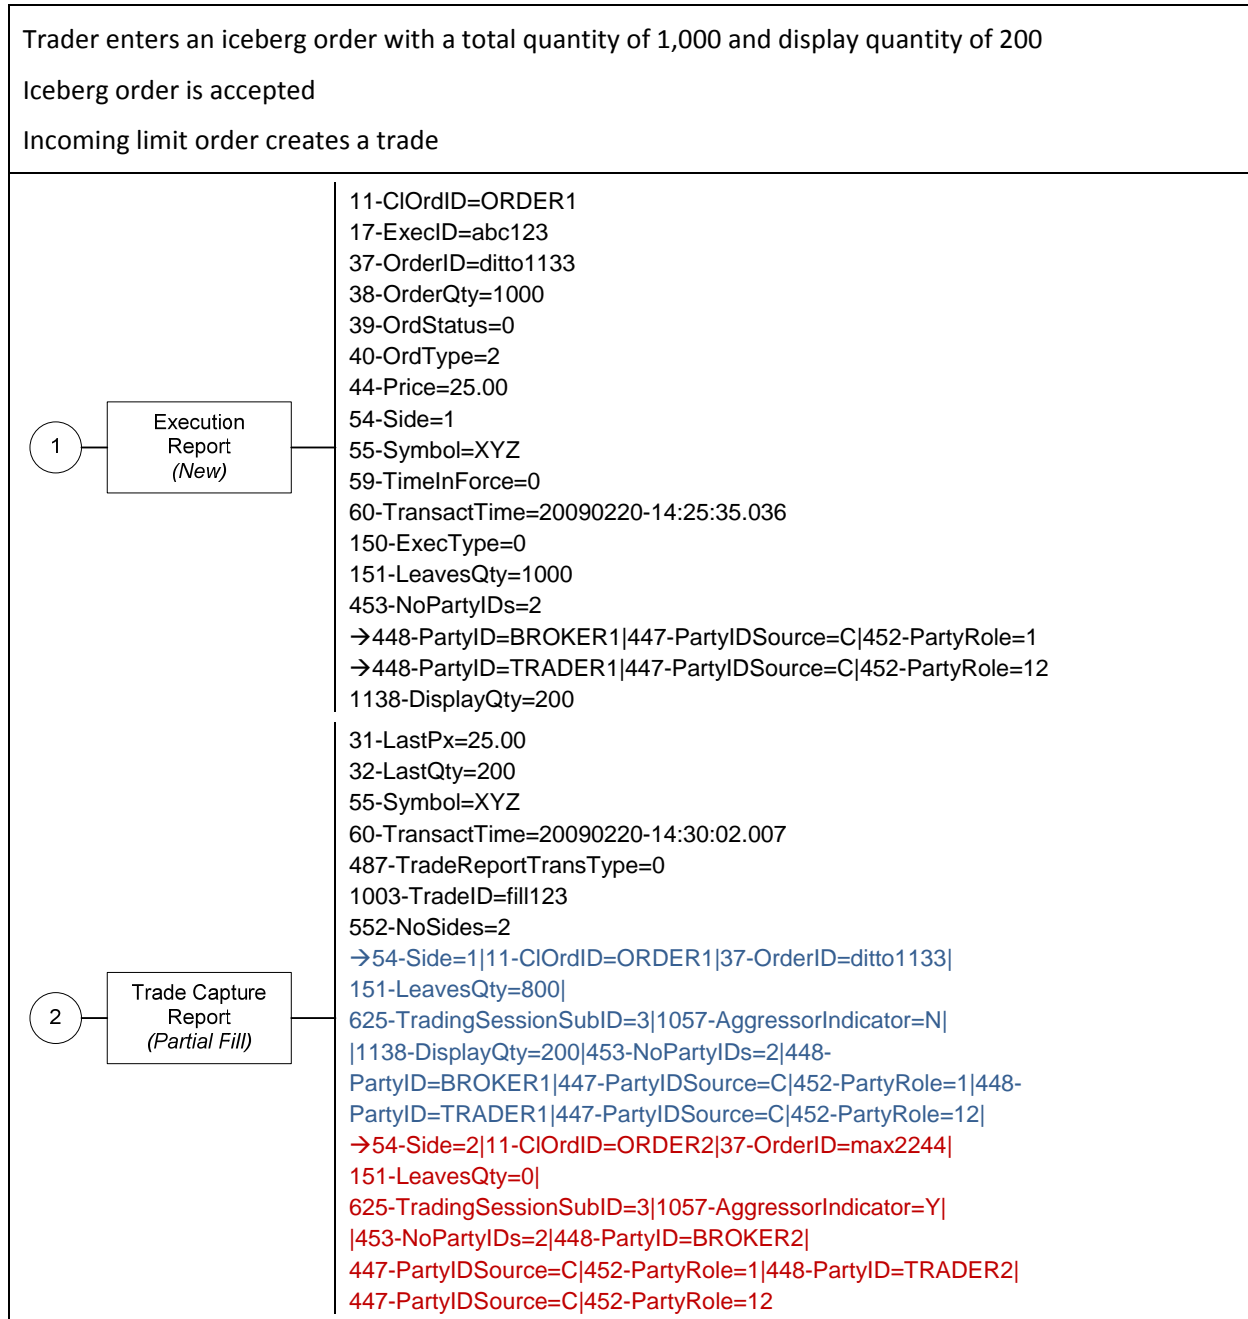 Trader enters an iceberg order with a total quantity of 1,000 and display quantity of 200
Iceberg order is accepted
Incoming limit order creates a trade
1
Execution
Report
(New)
11-ClOrdID=ORDER1
17-ExecID=abc123
37-OrderID=ditto1133
38-OrderQty=1000
39-OrdStatus=0
40-OrdType=2
44-Price=25.00
54-Side=1
55-Symbol=XYZ
59-TimeInForce=0
60-TransactTime=20090220-14:25:35.036
150-ExecType=0
151-LeavesQty=1000
453-NoPartyIDs=2
→448-PartyID=BROKER1|447-PartyIDSource=C|452-PartyRole=1
→448-PartyID=TRADER1|447-PartyIDSource=C|452-PartyRole=12
1138-DisplayQty=200
2
Trade Capture
Report
(Partial Fill)
31-LastPx=25.00
32-LastQty=200
55-Symbol=XYZ
60-TransactTime=20090220-14:30:02.007
487-TradeReportTransType=0
1003-TradeID=fill123
552-NoSides=2
→54-Side=1|11-ClOrdID=ORDER1|37-OrderID=ditto1133|
151-LeavesQty=800|
625-TradingSessionSubID=3|1057-AggressorIndicator=N|
|1138-DisplayQty=200|453-NoPartyIDs=2|448-
PartyID=BROKER1|447-PartyIDSource=C|452-PartyRole=1|448-
PartyID=TRADER1|447-PartyIDSource=C|452-PartyRole=12|
→54-Side=2|11-ClOrdID=ORDER2|37-OrderID=max2244|
151-LeavesQty=0|
625-TradingSessionSubID=3|1057-AggressorIndicator=Y|
|453-NoPartyIDs=2|448-PartyID=BROKER2|
447-PartyIDSource=C|452-PartyRole=1|448-PartyID=TRADER2|
447-PartyIDSource=C|452-PartyRole=12